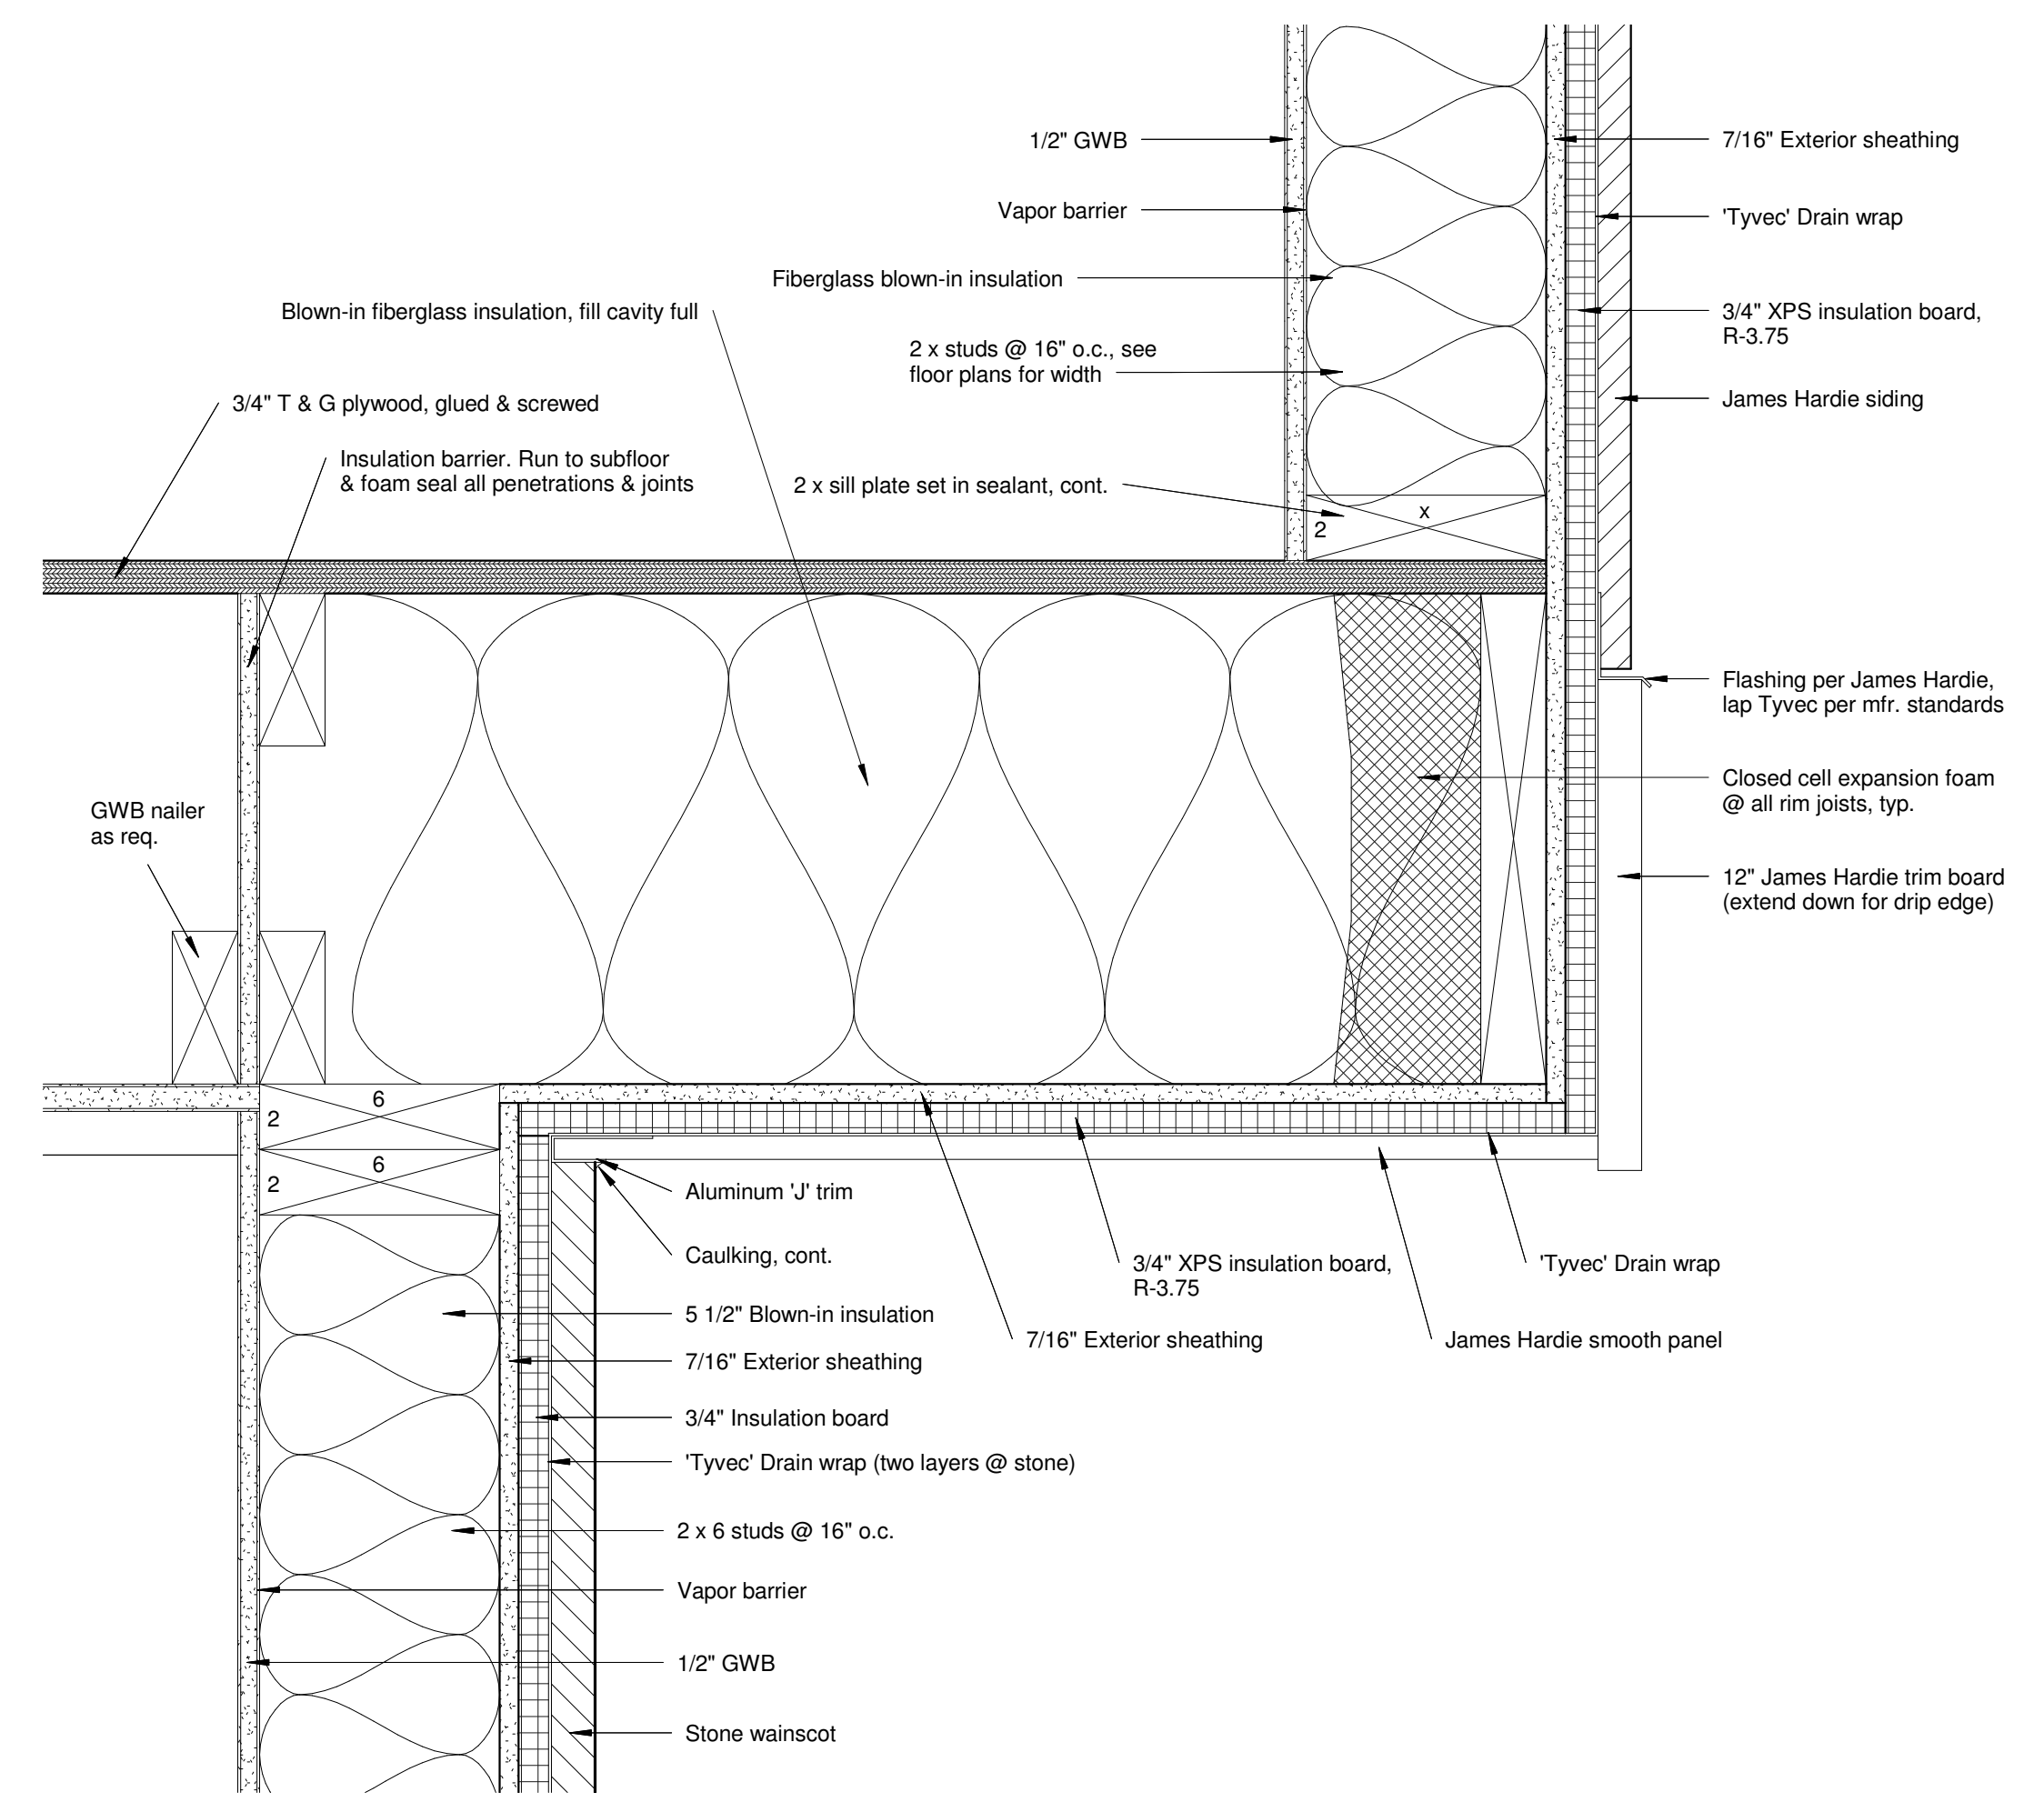 1/2" GWB
Vapor barrier
Fiberglass blown-in insulation
Blown-in fiberglass insulation, fill cavity full
2 x studs @ 16" o.c., see
floor plans for width
3/4" T & G plywood, glued & screwed
Insulation barrier. Run to subfloor
& foam seal all penetrations & joints
2 x sill plate set in sealant, cont.
x
2
7/16" Exterior sheathing
'Tyvec' Drain wrap
3/4" XPS insulation board,
R-3.75
James Hardie siding
Flashing per James Hardie,
lap Tyvec per mfr. standards
Closed cell expansion foam
@ all rim joists, typ.
12" James Hardie trim board
(extend down for drip edge)
GWB nailer
as req.
6
2
6
2
Aluminum 'J' trim
Caulking, cont.
5 1/2" Blown-in insulation
7/16" Exterior sheathing
3/4" Insulation board
'Tyvec' Drain wrap (two layers @ stone)
2 x 6 studs @ 16" o.c.
Vapor barrier
1/2" GWB
Stone wainscot
3/4" XPS insulation board,
R-3.75
'Tyvec' Drain wrap
7/16" Exterior sheathing
James Hardie smooth panel